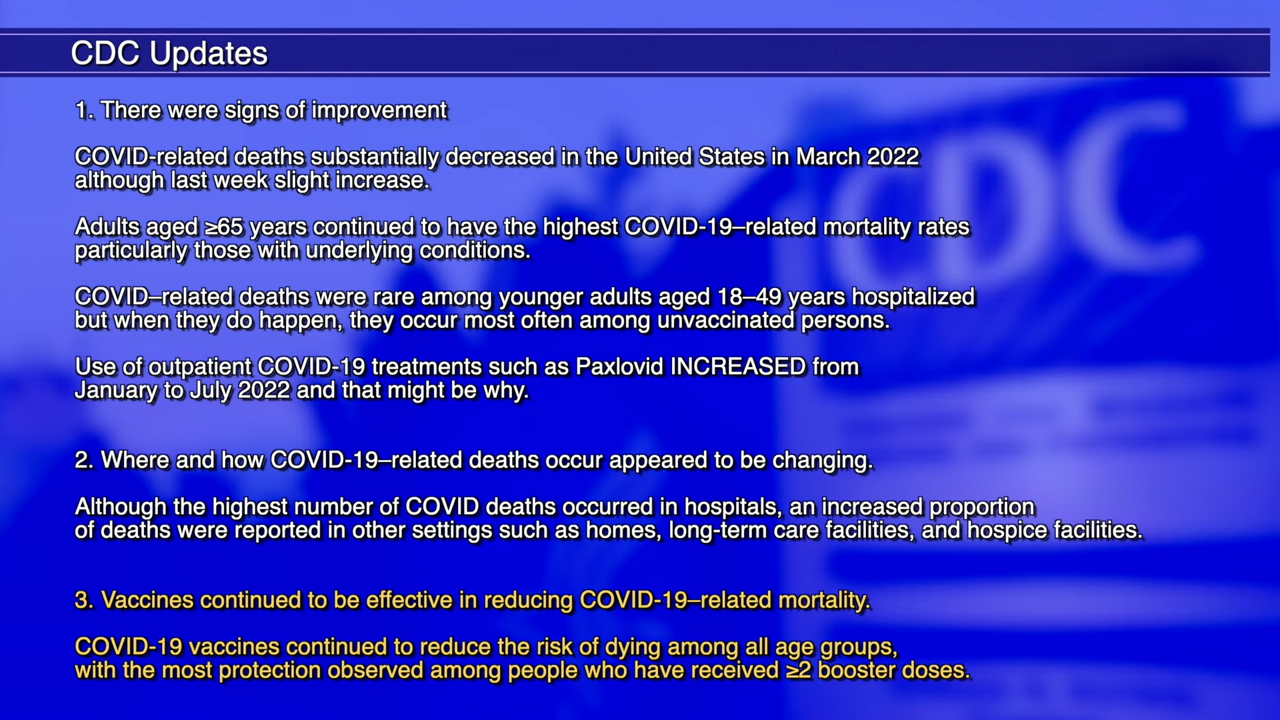 CDC Updates
1. There were signs of improvement
COVID-related deaths substantially decreased in the United States in March 2022
although last week slight increase.
Adults aged ≥65 years continued to have the highest COVID-19–related mortality rates
particularly those with underlying conditions.
COVID–related deaths were rare among younger adults aged 18–49 years hospitalized
but when they do happen, they occur most often among unvaccinated persons.
Use of outpatient COVID-19 treatments such as Paxlovid INCREASED from
January to July 2022 and that might be why.
2. Where and how COVID-19–related deaths occur appeared to be changing.
Although the highest number of COVID deaths occurred in hospitals, an increased proportion
of deaths were reported in other settings such as homes, long-term care facilities, and hospice facilities.
3. Vaccines continued to be effective in reducing COVID-19–related mortality.
COVID-19 vaccines continued to reduce the risk of dying among all age groups,
with the most protection observed among people who have received ≥2 booster doses.
CDC